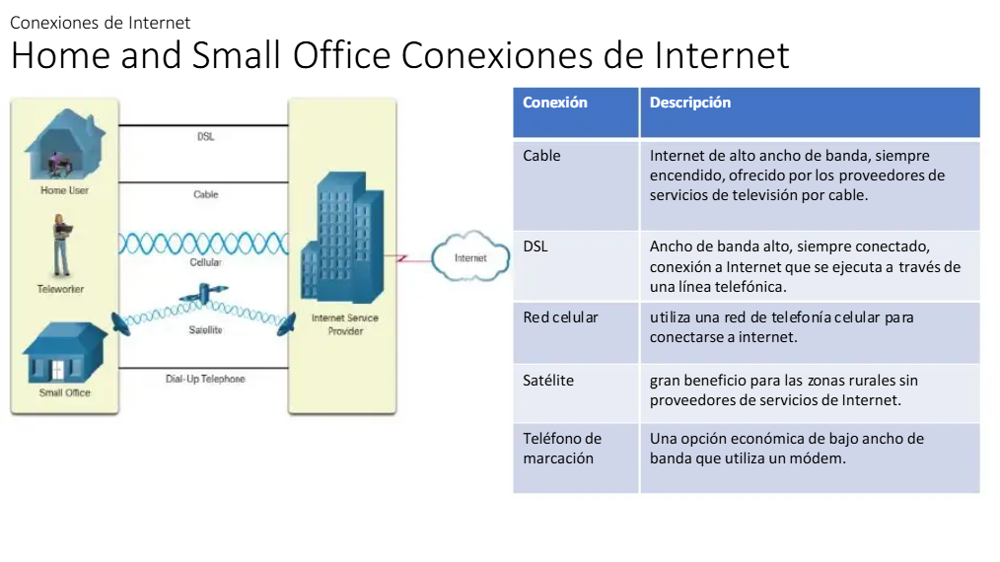 Conexiones de Internet
Home and Small Office Conexiones de Internet
DSL
Home User
Cable
Cellular
Internet
Teleworker
Satellite
Internet Service
Provider
Dial-Up Telephone
Small Office
Conexión
Descripción
Cable
Internet de alto ancho de banda, siempre
encendido, ofrecido por los proveedores de
servicios de televisión por cable.
DSL
Ancho de banda alto, siempre conectado,
conexión a Internet que se ejecuta a través de
una línea telefónica.
Red celular
utiliza una red de telefonía celular para
conectarse a internet.
Satélite
gran beneficio para las zonas rurales sin
proveedores de servicios de Internet.
Teléfono de
marcación
Una opción económica de bajo ancho de
banda que utiliza un módem.